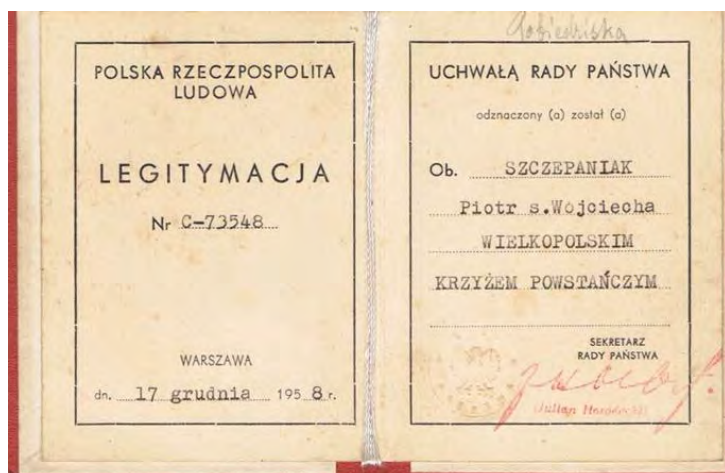 POLSKA RZECZPOSPOLITA
LUDOWA
LEGITYMACJA
Nr C-73548
WARSZAWA
dn. 17 grudnia 1958 r.
UCHWAŁĄ RADY PAŃSTWA
odznaczony (a) został (a)
Ob. SZCZEPANIAK
Piotr s.Wojciecha
WIELKOPOLSKIM
KRZYŻEM POWSTAŃCZYM
SEKRETARZ
RADY PAŃSTWA
Julian Horodecki